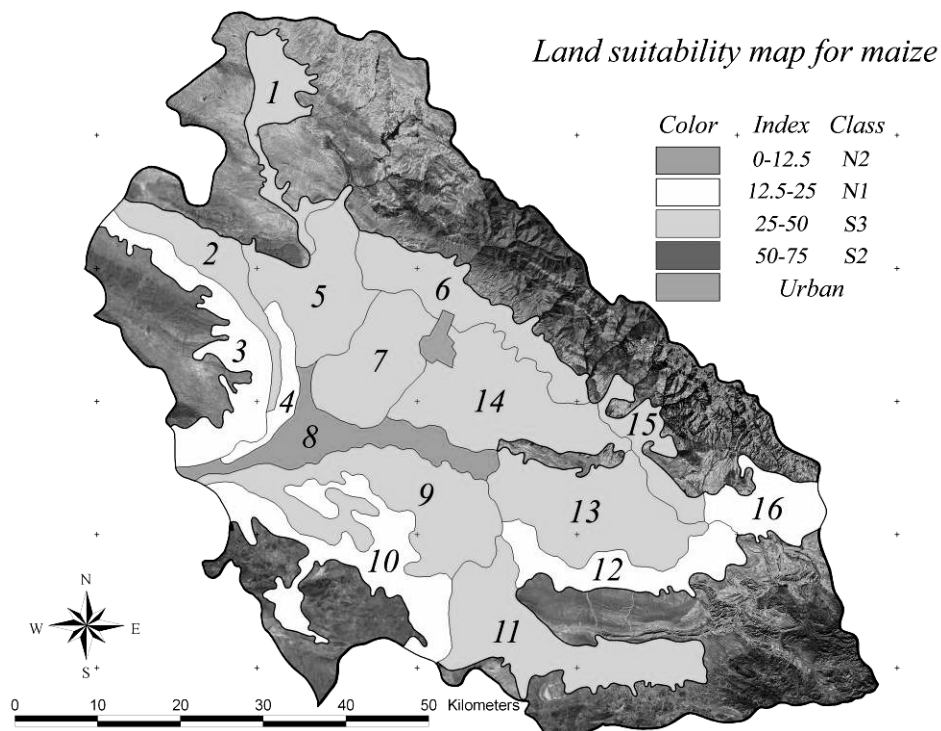 Land suitability map for maize
Color Index Class
0-12.5 N2
12.5-25 N1
25-50 S3
50-75 S2
Urban
1
2
5
6
3
7
4
14
8
15
9
13
16
10
12
11
N
W E
S
0 10 20 30 40 50 Kilometers